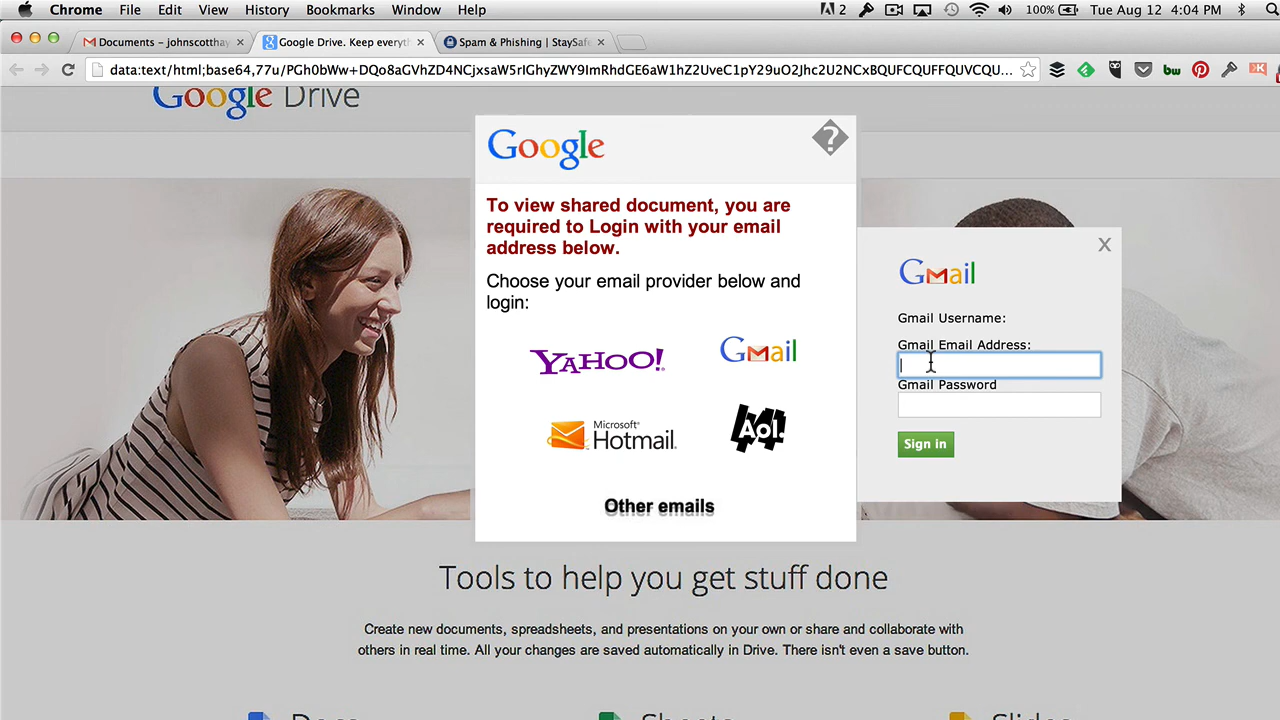 Chrome File Edit View History Bookmarks Window Help
2 100% Tue Aug 12 4:04 PM
Documents – johnscotthay
Google Drive. Keep everyth
Spam & Phishing | StaySafe
data:text/html;base64,77u/PGh0bWw+DQo8aGVhZD4NCjxsaW5rIGhyZWY9ImRhdGE6aW1hZ2UveC1pY29uO2Jhc2U2NCxBQUFCQUFFQUVCQU...
bw
Google Drive
Google
?
To view shared document, you are
required to Login with your email
address below.
Choose your email provider below and
login:
YAHOO!
Gmail
Microsoft®
Hotmail
Aol.
Other emails
X
Gmail
Gmail Username:
Gmail Email Address:
Gmail Password
Sign in
Tools to help you get stuff done
Create new documents, spreadsheets, and presentations on your own or share and collaborate with
others in real time. All your changes are saved automatically in Drive. There isn't even a save button.
Docs
Sheets
Slides